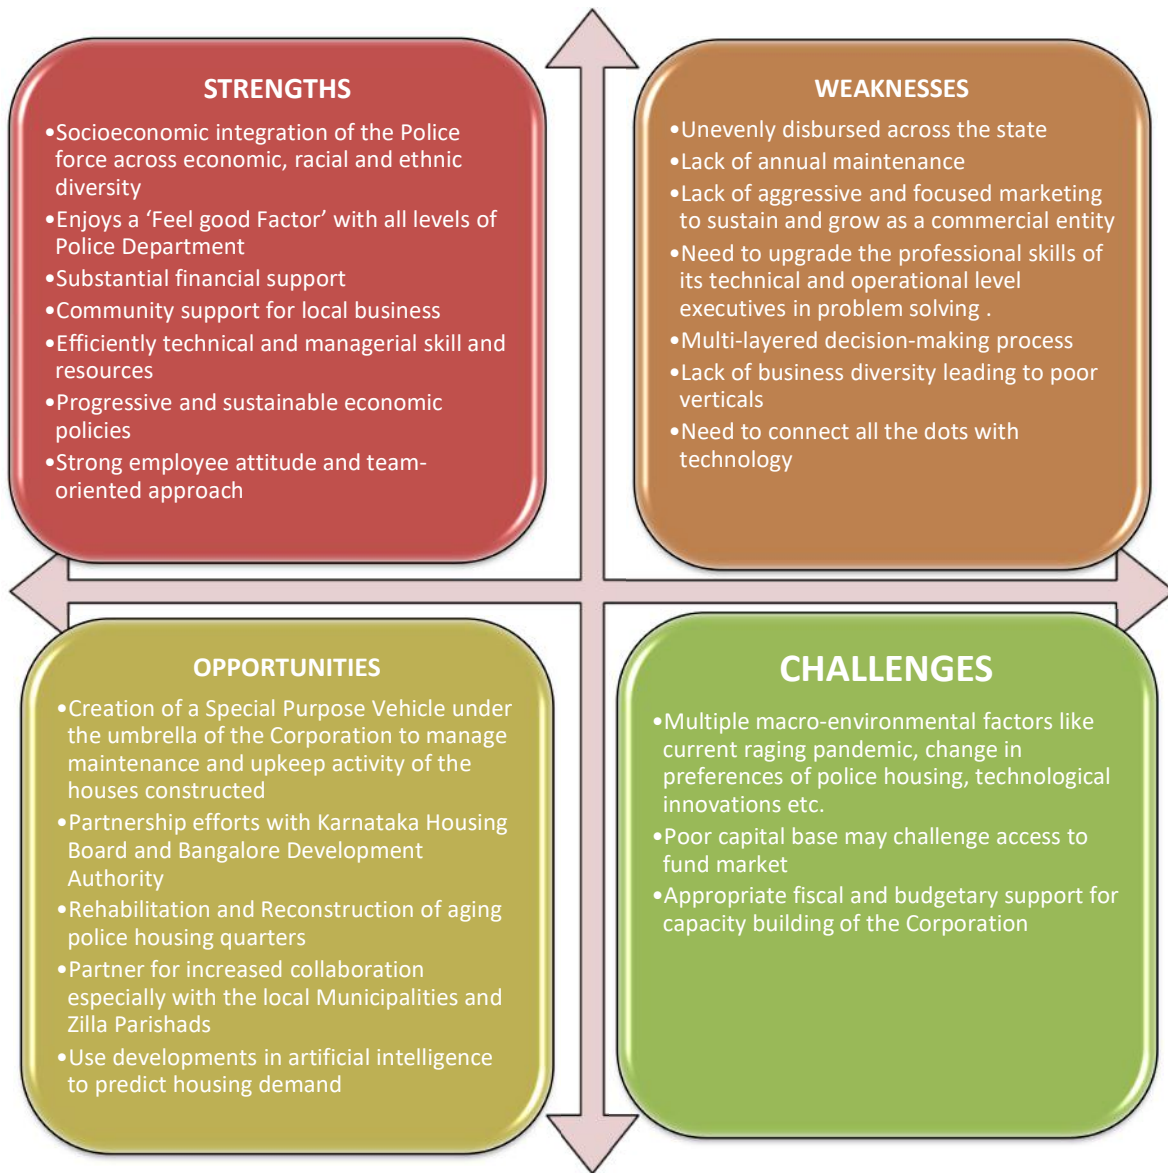 STRENGTHS
•Socioeconomic integration of the Police
force across economic, racial and ethnic
diversity
•Enjoys a ‘Feel good Factor’ with all levels of
Police Department
•Substantial financial support
•Community support for local business
•Efficiently technical and managerial skill and
resources
•Progressive and sustainable economic
policies
•Strong employee attitude and team-
oriented approach
WEAKNESSES
•Unevenly disbursed across the state
•Lack of annual maintenance
•Lack of aggressive and focused marketing
to sustain and grow as a commercial entity
•Need to upgrade the professional skills of
its technical and operational level
executives in problem solving .
•Multi-layered decision-making process
•Lack of business diversity leading to poor
verticals
•Need to connect all the dots with
technology
OPPORTUNITIES
•Creation of a Special Purpose Vehicle under
the umbrella of the Corporation to manage
maintenance and upkeep activity of the
houses constructed
•Partnership efforts with Karnataka Housing
Board and Bangalore Development
Authority
•Rehabilitation and Reconstruction of aging
police housing quarters
•Partner for increased collaboration
especially with the local Municipalities and
Zilla Parishads
•Use developments in artificial intelligence
to predict housing demand
CHALLENGES
•Multiple macro-environmental factors like
current raging pandemic, change in
preferences of police housing, technological
innovations etc.
•Poor capital base may challenge access to
fund market
•Appropriate fiscal and budgetary support for
capacity building of the Corporation